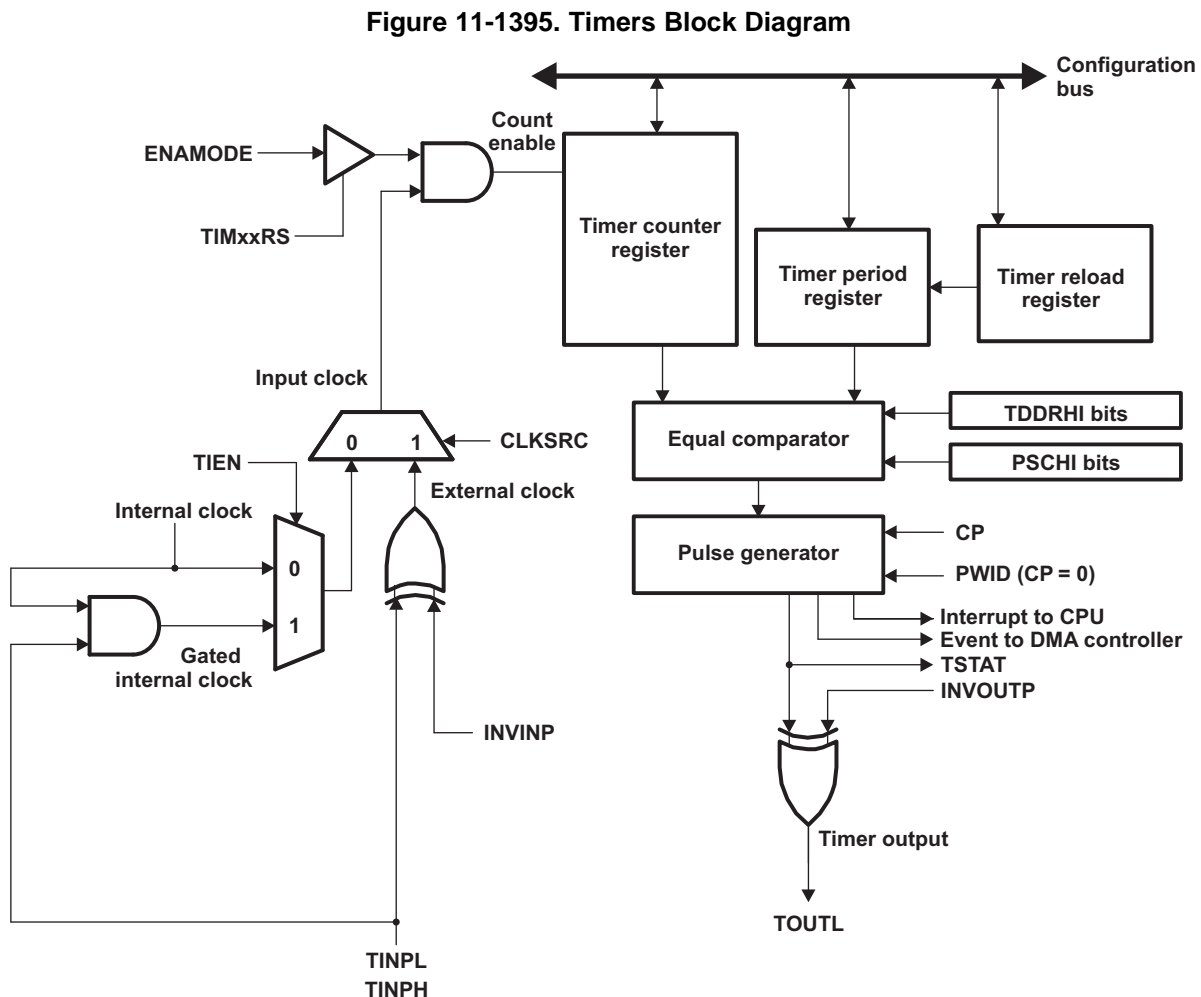 Figure 11-1395. Timers Block Diagram
Configuration
bus
Count
enable
ENAMODE
TIMxxRS
Timer counter
register
Timer period
register
Timer reload
register
Input clock
0 1
CLKSRC
TDDRHI bits
Equal comparator
PSCHI bits
TIEN
External clock
Internal clock
0
1
Gated
internal clock
Pulse generator
CP
PWID (CP = 0)
Interrupt to CPU
Event to DMA controller
TSTAT
INVOUTP
INVINP
Timer output
TOUTL
TINPL
TINPH